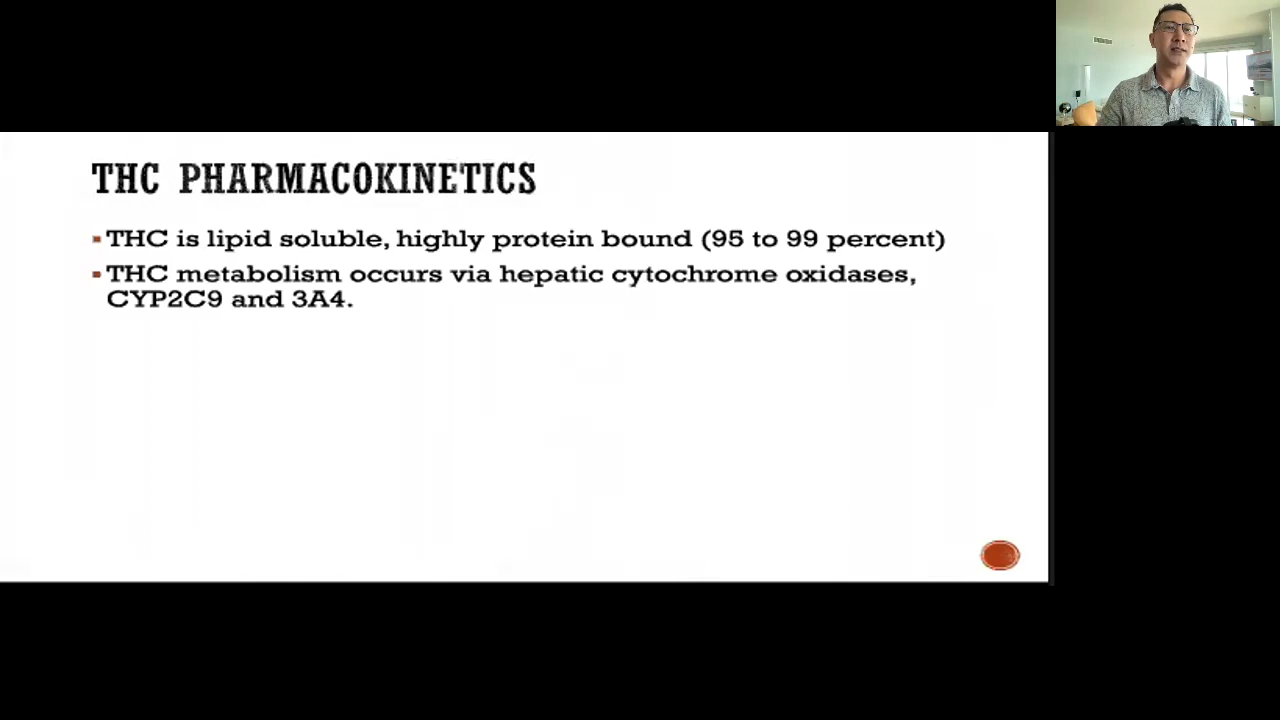 THC PHARMACOKINETICS
THC is lipid soluble, highly protein bound (95 to 99 percent)
THC metabolism occurs via hepatic cytochrome oxidases,
CYP2C9 and 3A4.